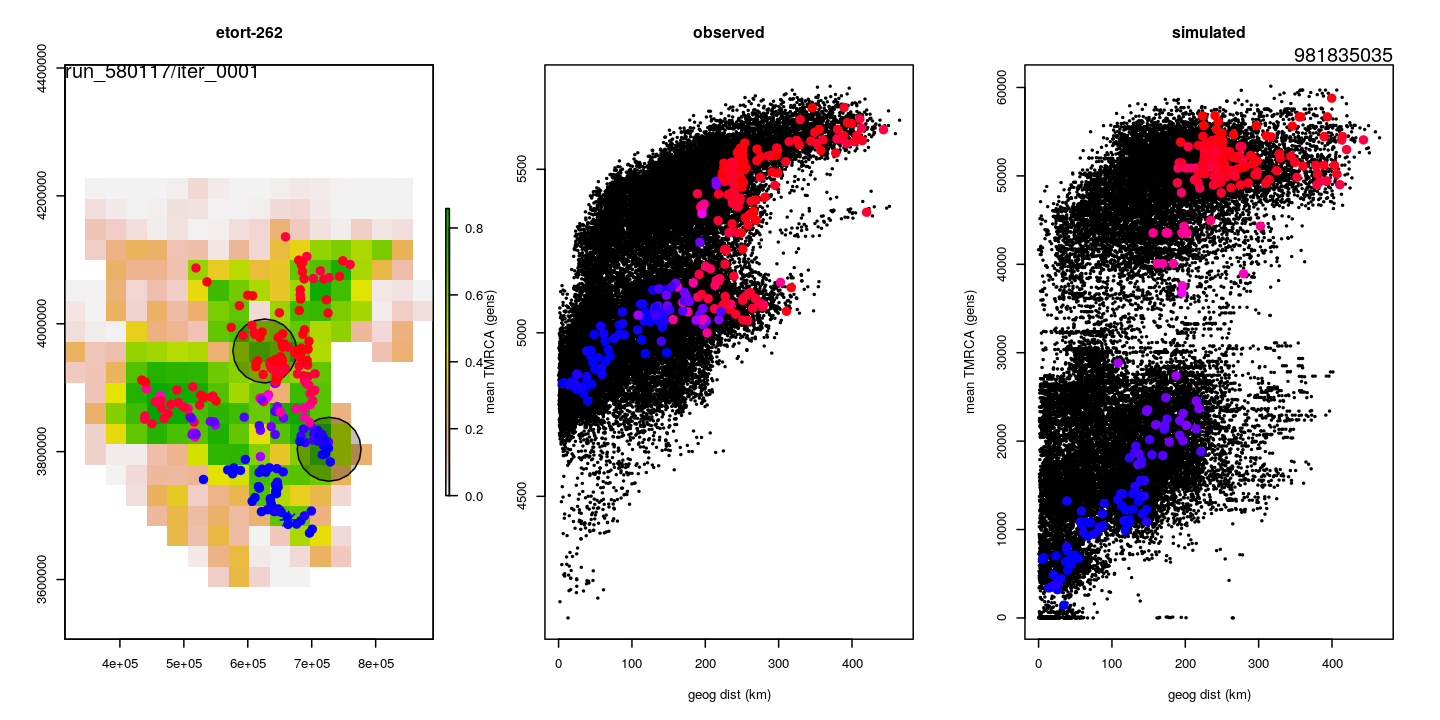 etort-262
observed
simulated
run_580117/iter_0001
981835035
4400000
4200000
4000000
3800000
3600000
4e+05 5e+05 6e+05 7e+05 8e+05
0.8
0.6
0.4
0.2
0.0
mean TMRCA (gens)
5500
5000
4500
0 100 200 300 400
geog dist (km)
mean TMRCA (gens)
60000
50000
40000
30000
20000
10000
0
0 100 200 300 400
geog dist (km)